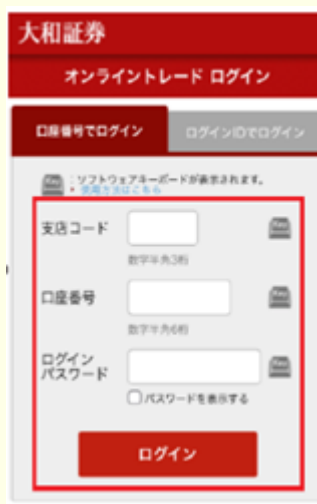 大和証券
オンライントレード ログイン
口座番号でログイン
ログインIDでログイン
：ソフトウェアキーボードが表示されます。
使用方法はこちら
支店コード
数字半角3桁
口座番号
数字半角6桁
ログイン
パスワード
パスワードを表示する
ログイン